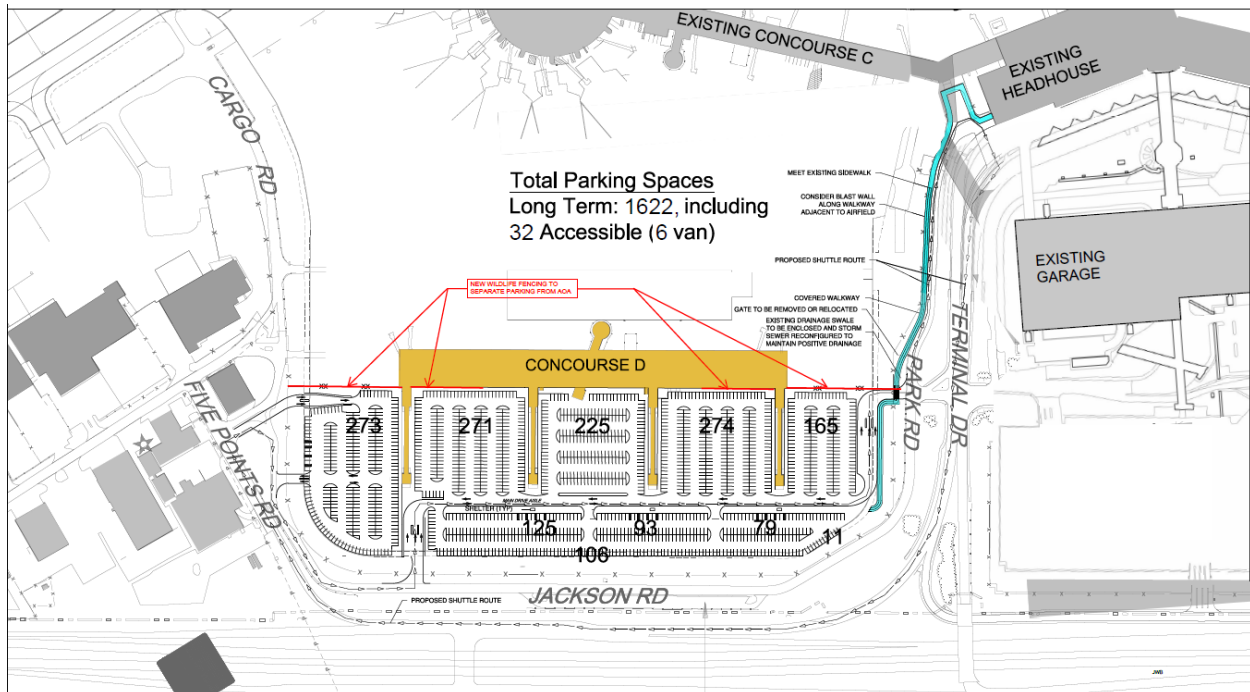 EXISTING CONCOURSE C
EXISTING
HEADHOUSE
CARGO RD
Total Parking Spaces
Long Term: 1622, including
32 Accessible (6 van)
MEET EXISTING SIDEWALK
CONSIDER BLAST WALL
ALONG WALKWAY
ADJACENT TO AIRFIELD
PROPOSED SHUTTLE ROUTE
EXISTING
GARAGE
NEW WILDLIFE FENCING TO
SEPARATE PARKING FROM AOA
COVERED WALKWAY
GATE TO BE REMOVED OR RELOCATED
EXISTING DRAINAGE SWALE
TO BE ENCLOSED AND STORM
SEWER RECONFIGURED TO
MAINTAIN POSITIVE DRAINAGE
TERMINAL DR
PARK RD
CONCOURSE D
FIVE POINTS RD
273
271
225
274
165
MAIN DRIVE AISLE
SHELTER (TYP)
125
93
79
11
106
PROPOSED SHUTTLE ROUTE
JACKSON RD
JWB